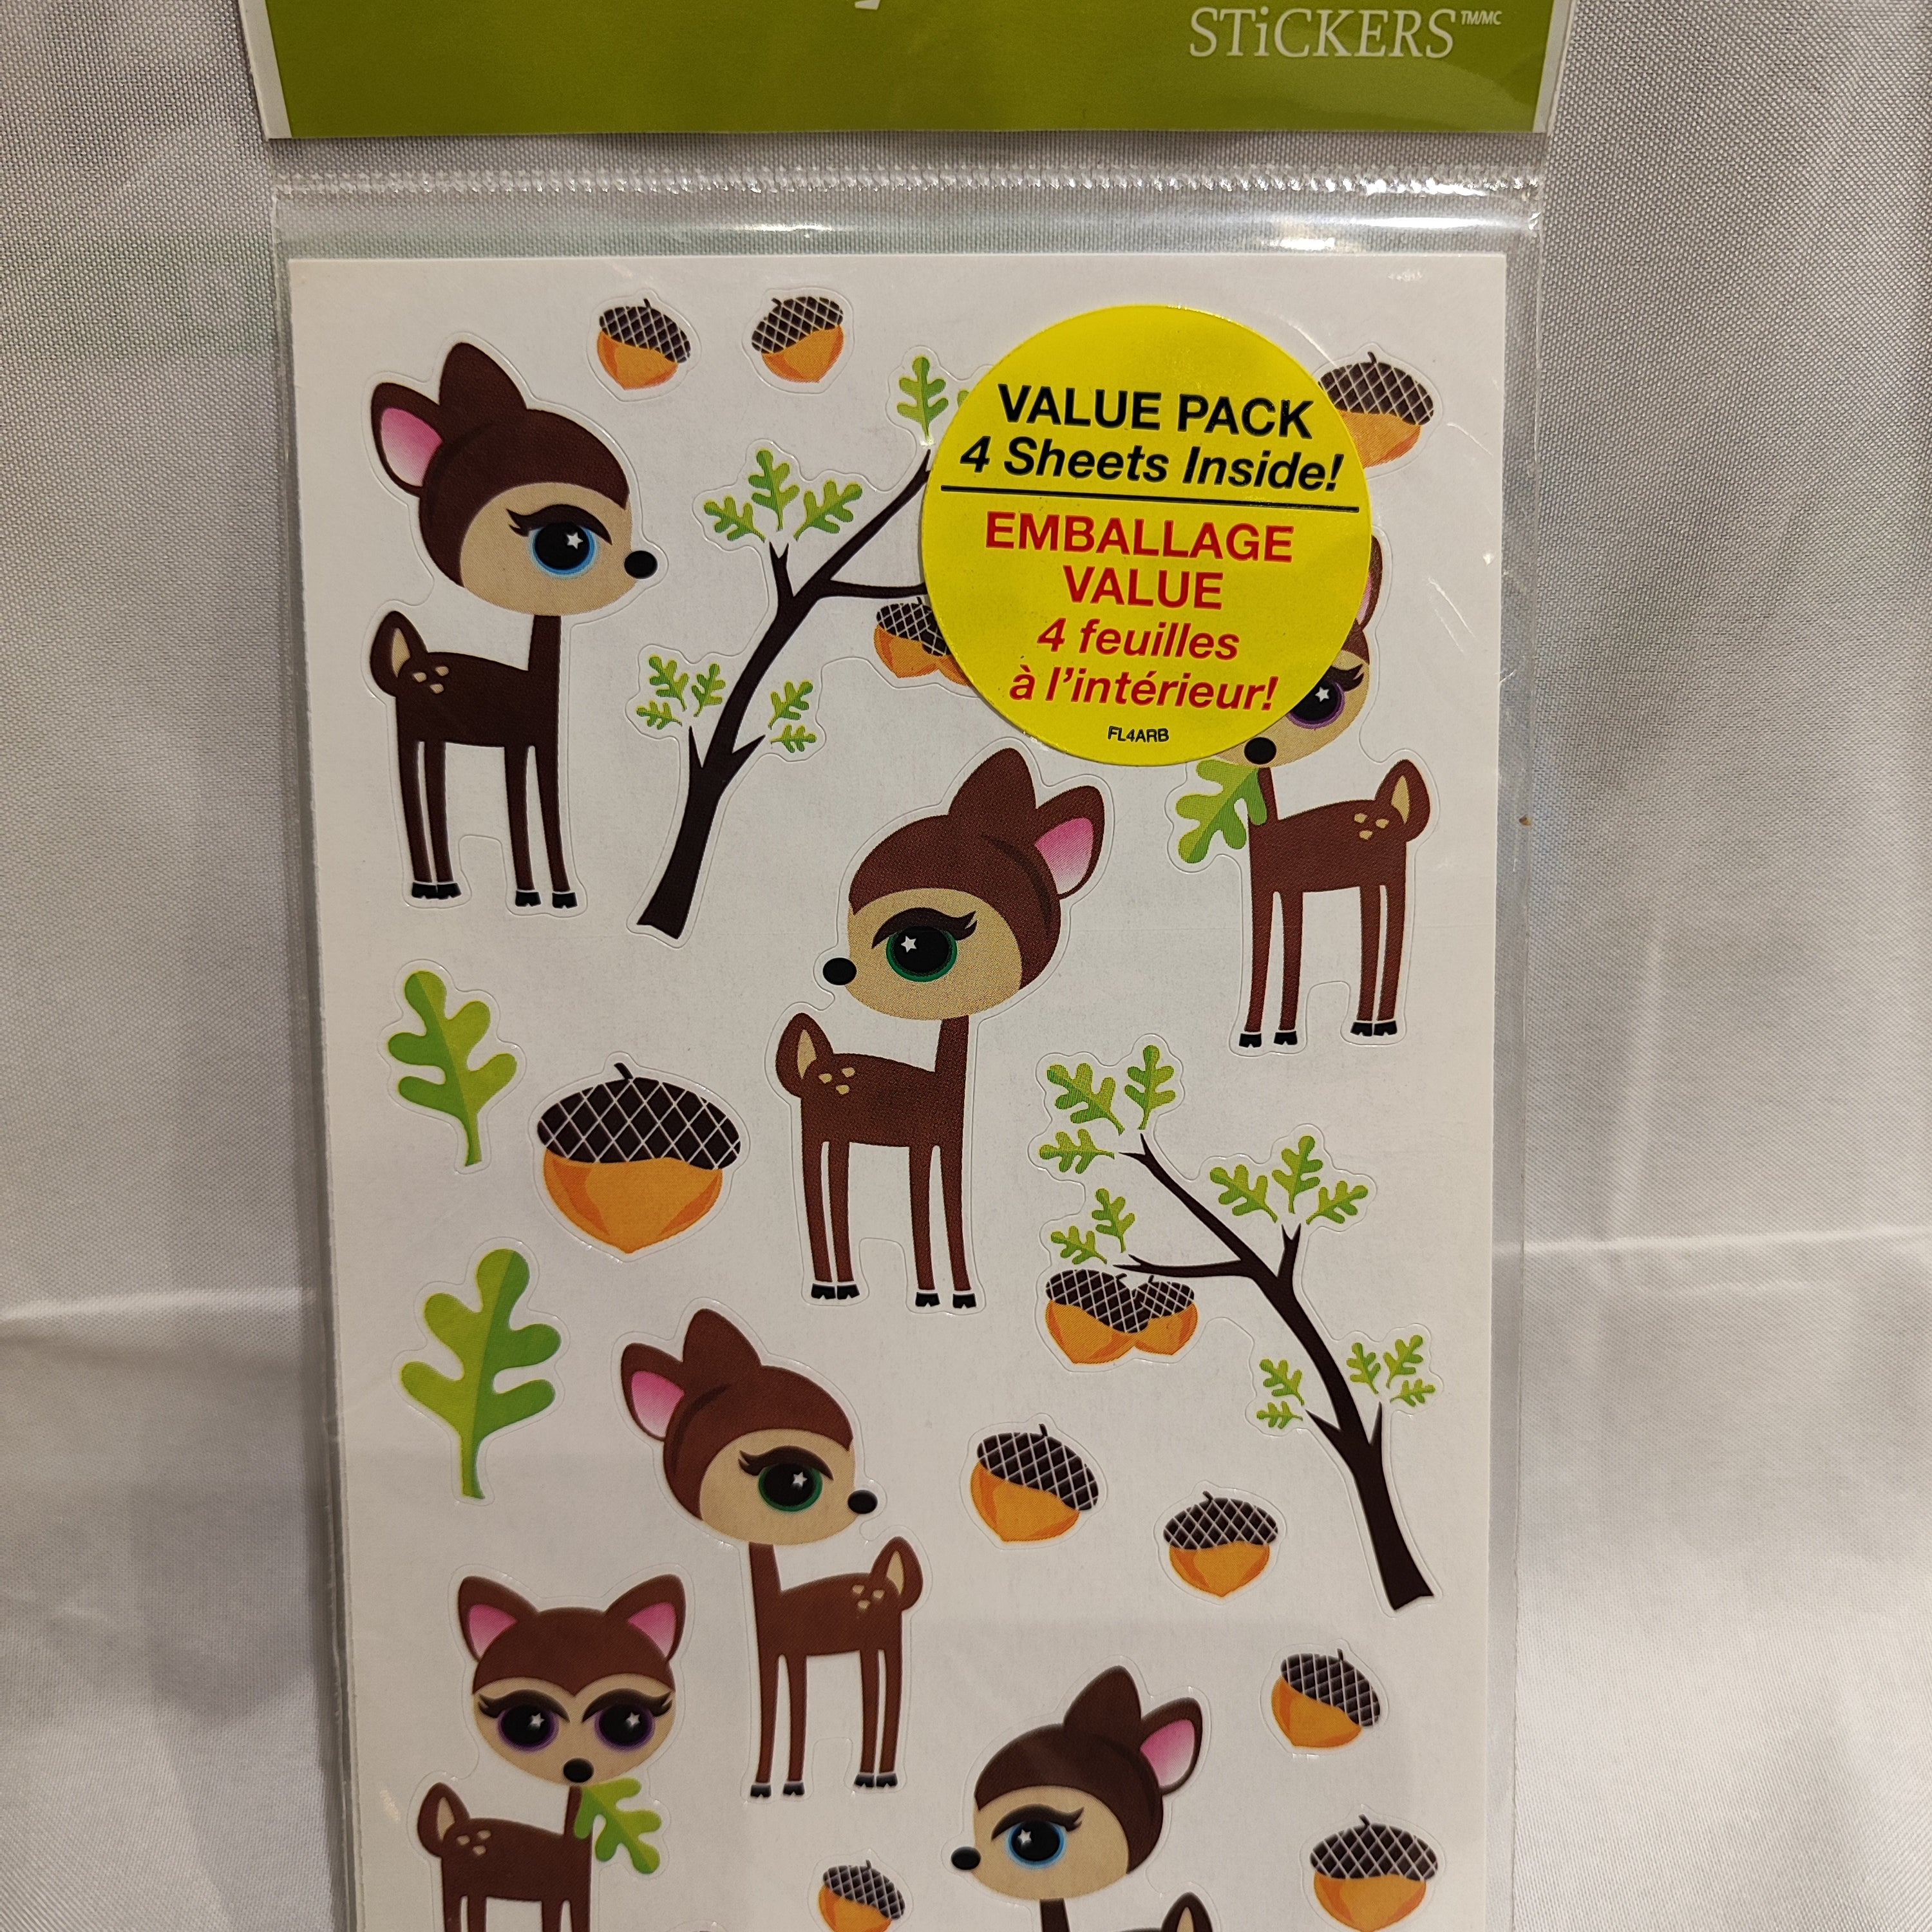 STiCKERS™/MC
VALUE PACK
4 Sheets Inside!
EMBALLAGE
VALUE
4 feuilles
à l'intérieur!
FL4ARB